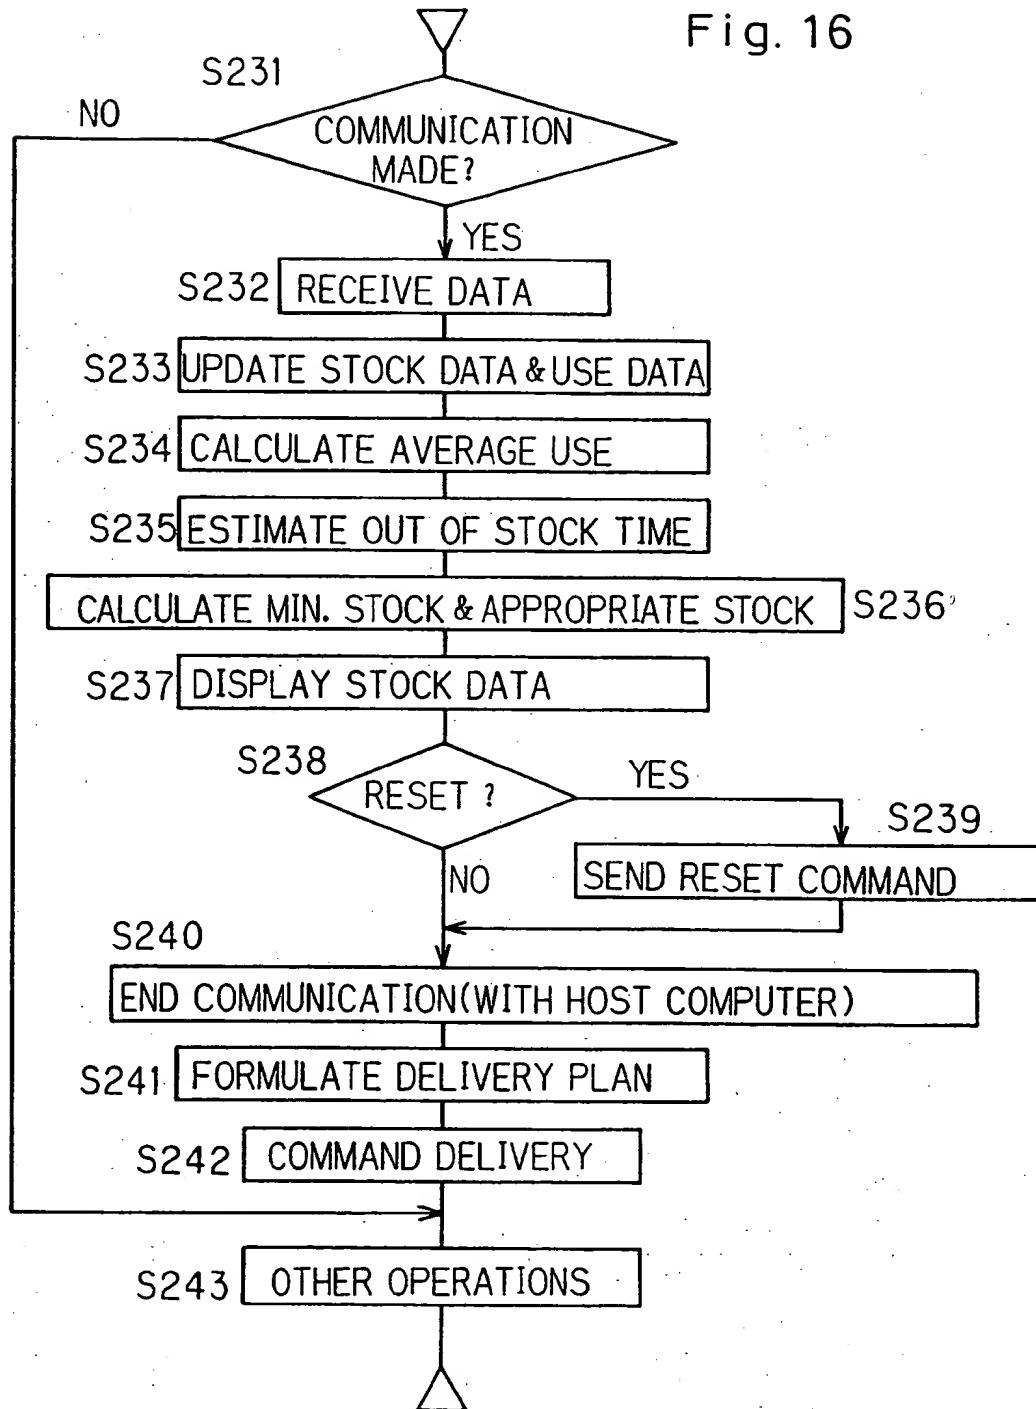 Fig. 16
S231
NO
COMMUNICATION
MADE?
YES
S232 RECEIVE DATA
S233 UPDATE STOCK DATA & USE DATA
S234 CALCULATE AVERAGE USE
S235 ESTIMATE OUT OF STOCK TIME
CALCULATE MIN. STOCK & APPROPRIATE STOCK S236
S237 DISPLAY STOCK DATA
S238
RESET ?
YES
S239
NO
SEND RESET COMMAND
S240
END COMMUNICATION(WITH HOST COMPUTER)
S241 FORMULATE DELIVERY PLAN
S242 COMMAND DELIVERY
S243 OTHER OPERATIONS